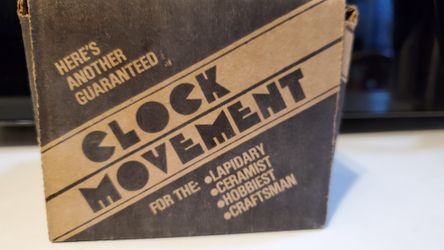 HERE'S
ANOTHER
GUARANTEED
CLOCK
MOVEMENT
FOR THE: •LAPIDARY
•CERAMIST
•HOBBIEST
•CRAFTSMAN